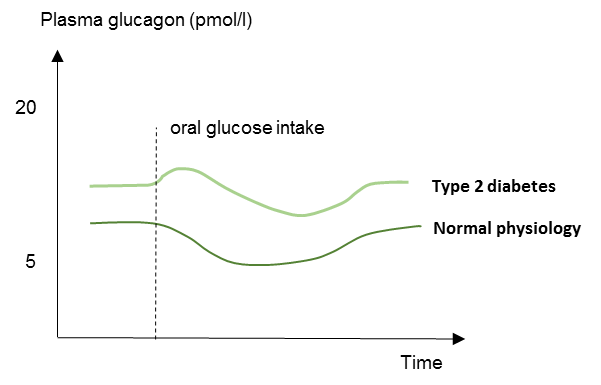 Plasma glucagon (pmol/l)
20
oral glucose intake
Type 2 diabetes
Normal physiology
5
Time